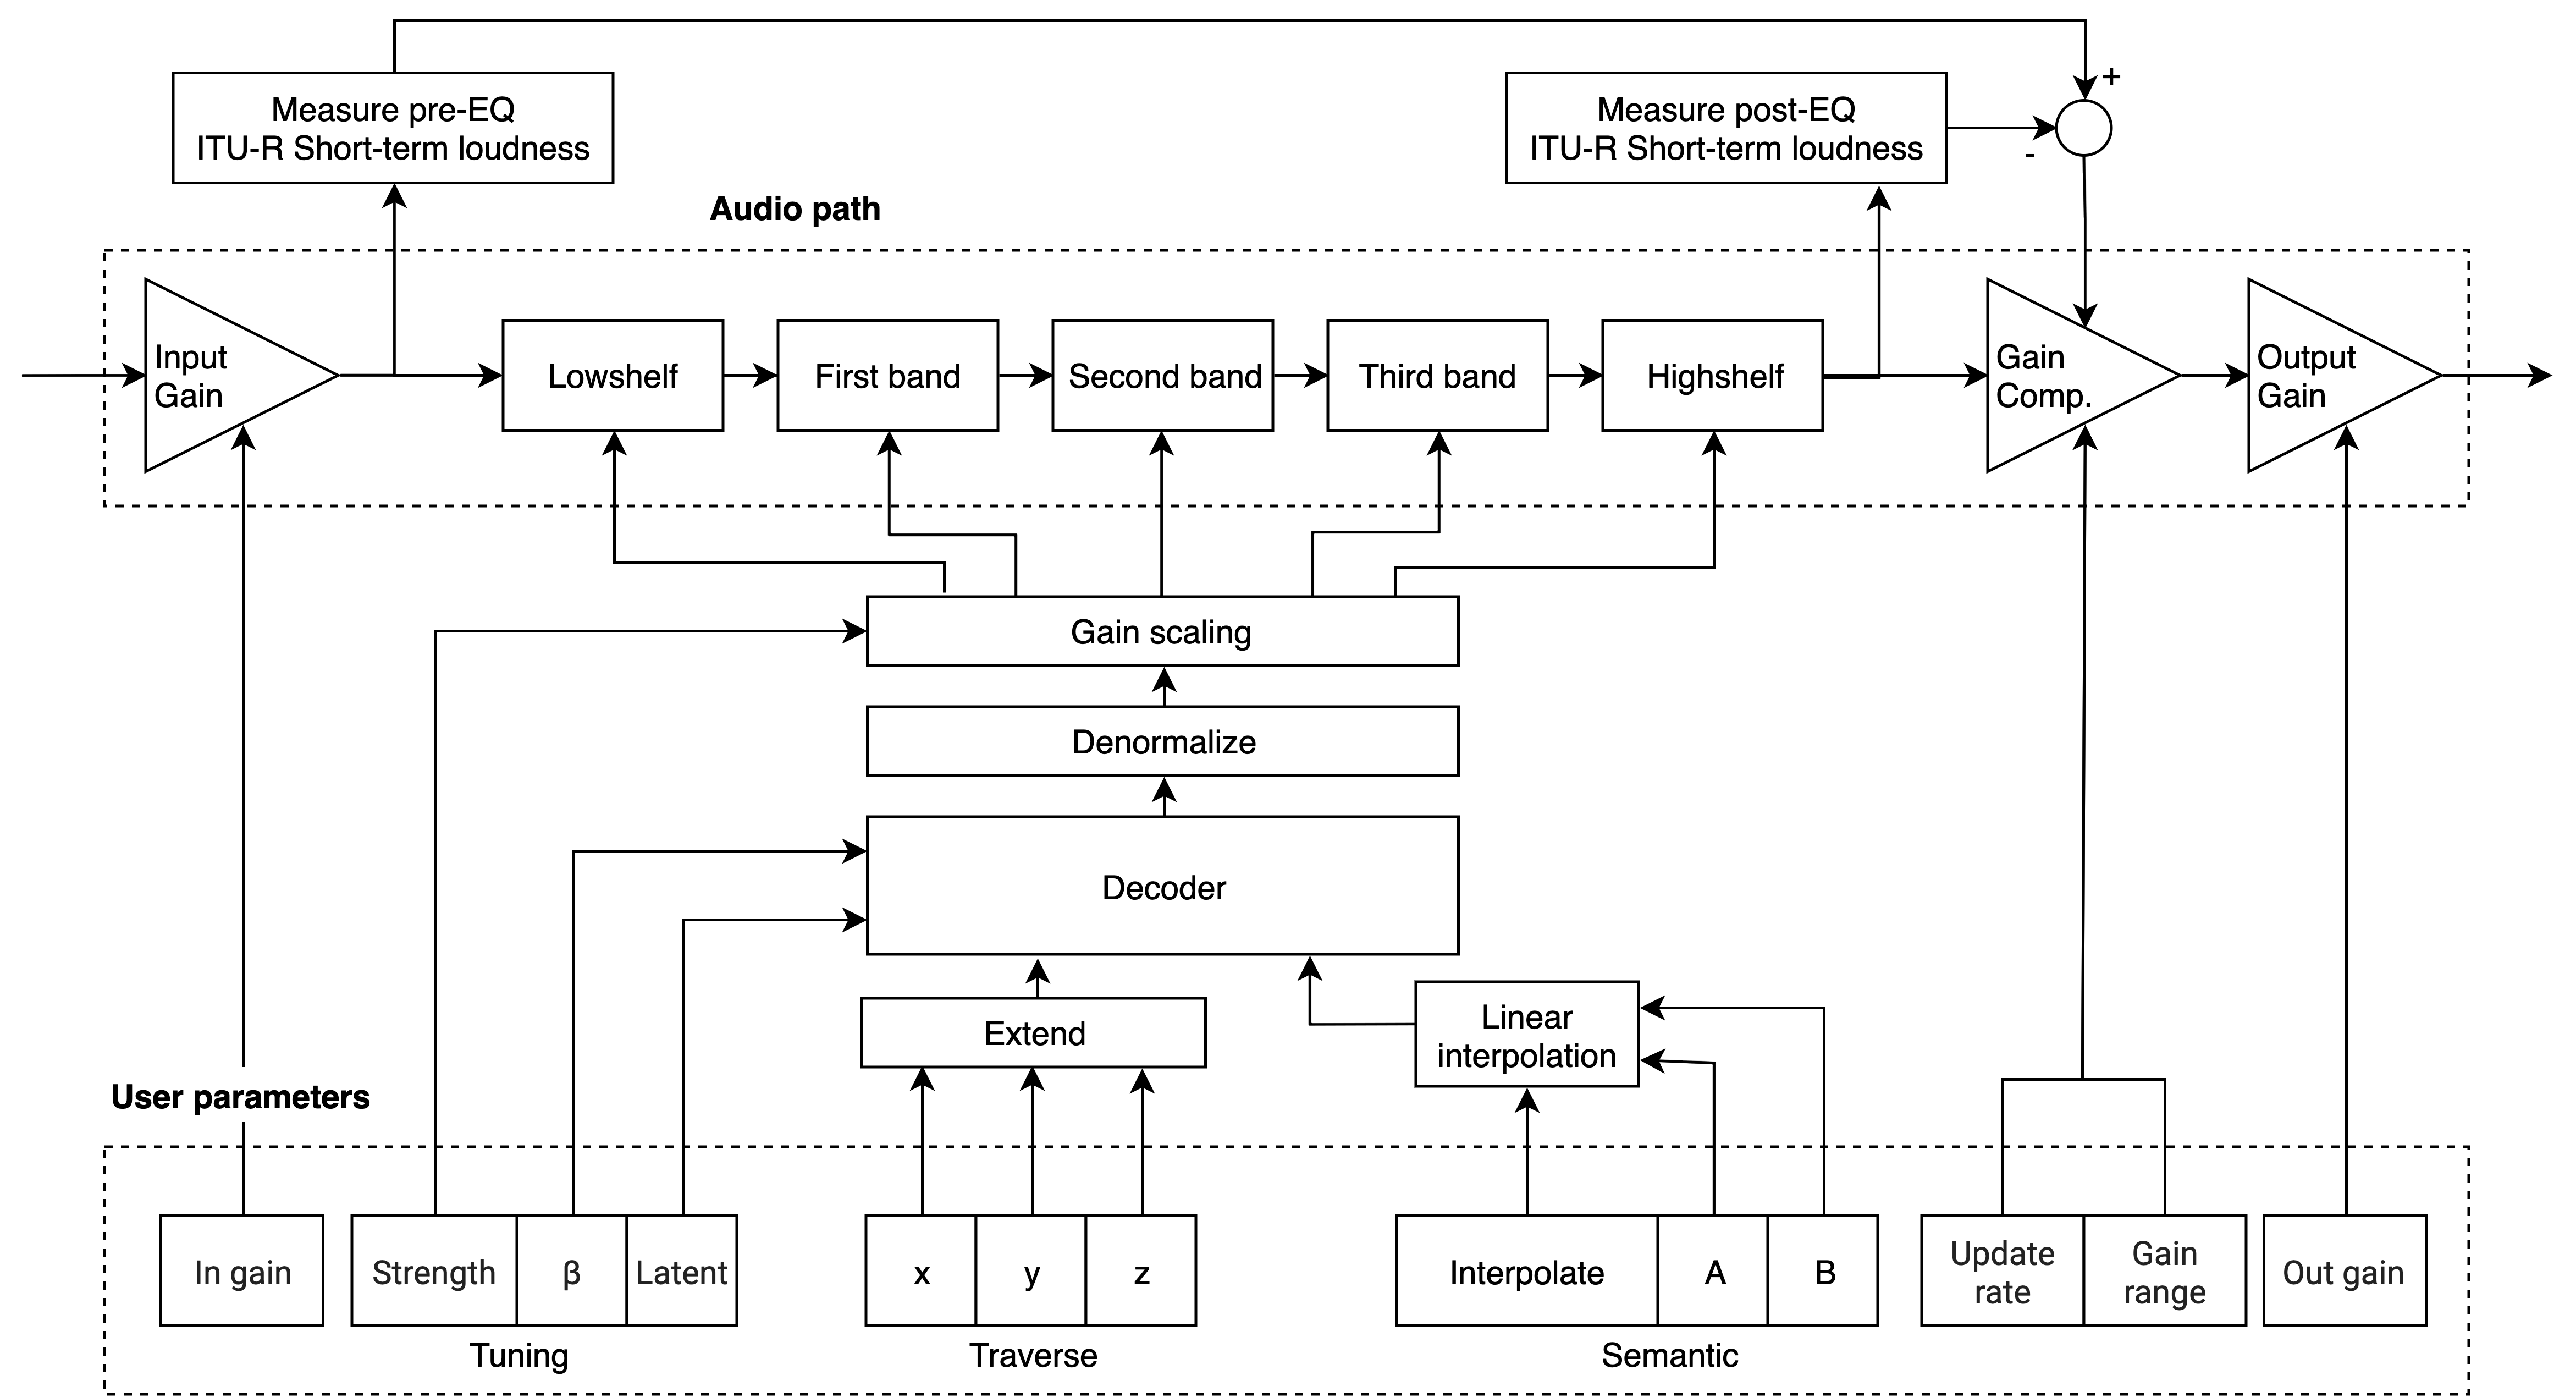 Measure pre-EQ
ITU-R Short-term loudness
Measure post-EQ
ITU-R Short-term loudness
+
-
Audio path
Input
Gain
Lowshelf
First band
Second band
Third band
Highshelf
Gain
Comp.
Output
Gain
Gain scaling
Denormalize
Decoder
Extend
Linear
interpolation
User parameters
In gain
Strength
β
Latent
x
y
z
Interpolate
A
B
Update
rate
Gain
range
Out gain
Tuning
Traverse
Semantic